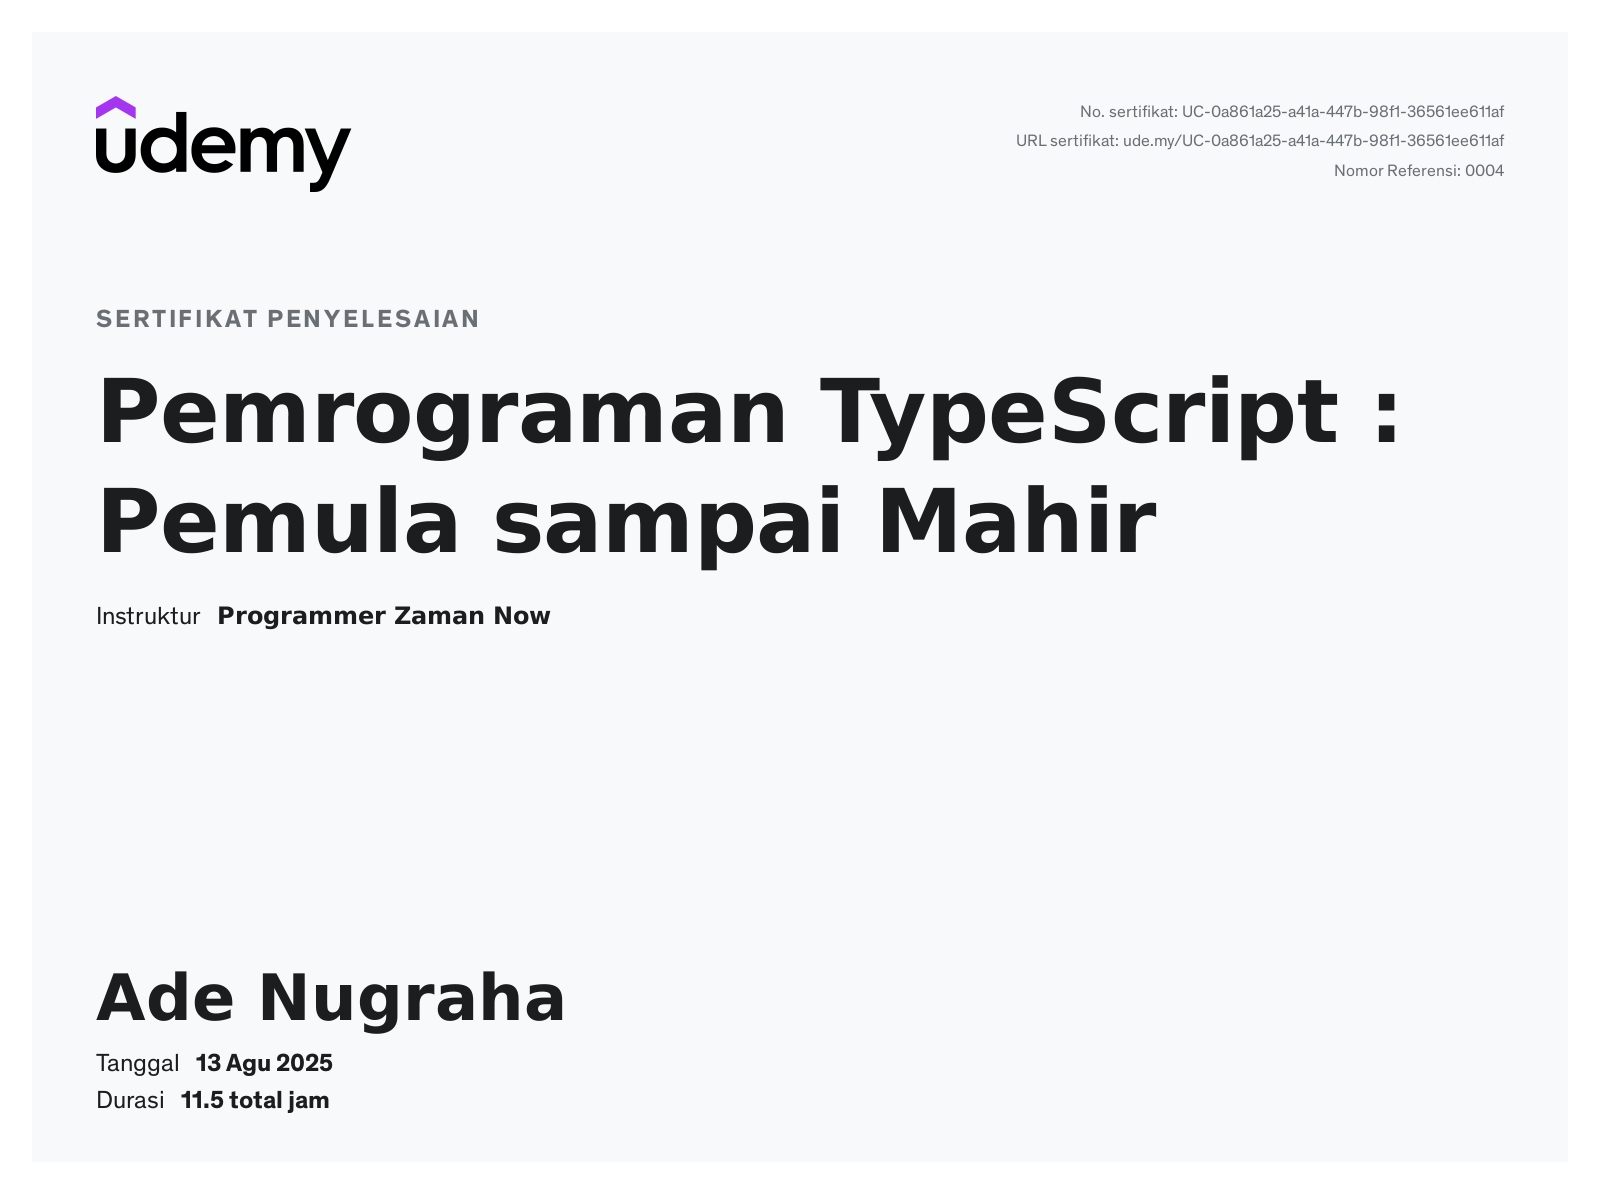 udemy
No. sertifikat: UC-0a861a25-a41a-447b-98f1-36561ee611af
URL sertifikat: ude.my/UC-0a861a25-a41a-447b-98f1-36561ee611af
Nomor Referensi: 0004
SERTIFIKAT PENYELESAIAN
Pemrograman TypeScript :
Pemula sampai Mahir
Instruktur Programmer Zaman Now
Ade Nugraha
Tanggal 13 Agu 2025
Durasi 11.5 total jam